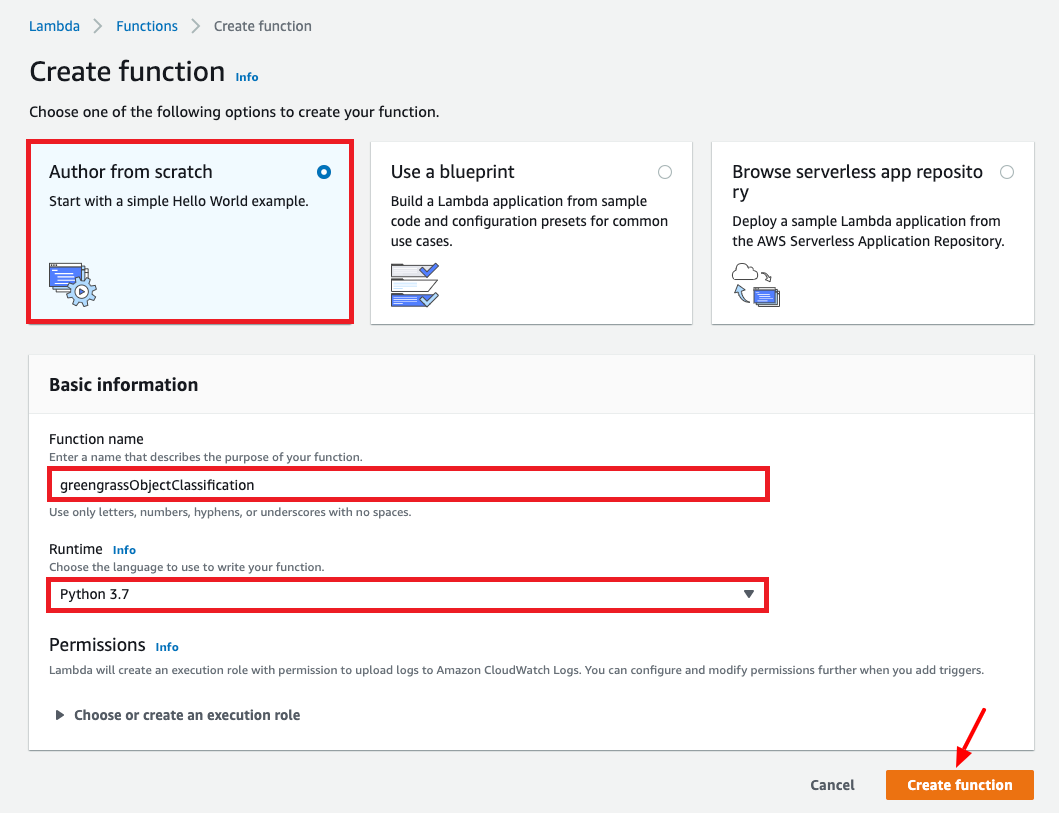 Lambda > Functions > Create function
Create function Info
Choose one of the following options to create your function.
Author from scratch
Start with a simple Hello World example.
Use a blueprint
Build a Lambda application from sample
code and configuration presets for common
use cases.
Browse serverless app reposito
ry
Deploy a sample Lambda application from
the AWS Serverless Application Repository.
Basic information
Function name
Enter a name that describes the purpose of your function.
greengrassObjectClassification
Use only letters, numbers, hyphens, or underscores with no spaces.
Runtime Info
Choose the language to use to write your function.
Python 3.7
Permissions Info
Lambda will create an execution role with permission to upload logs to Amazon CloudWatch Logs. You can configure and modify permissions further when you add triggers.
Choose or create an execution role
Cancel
Create function